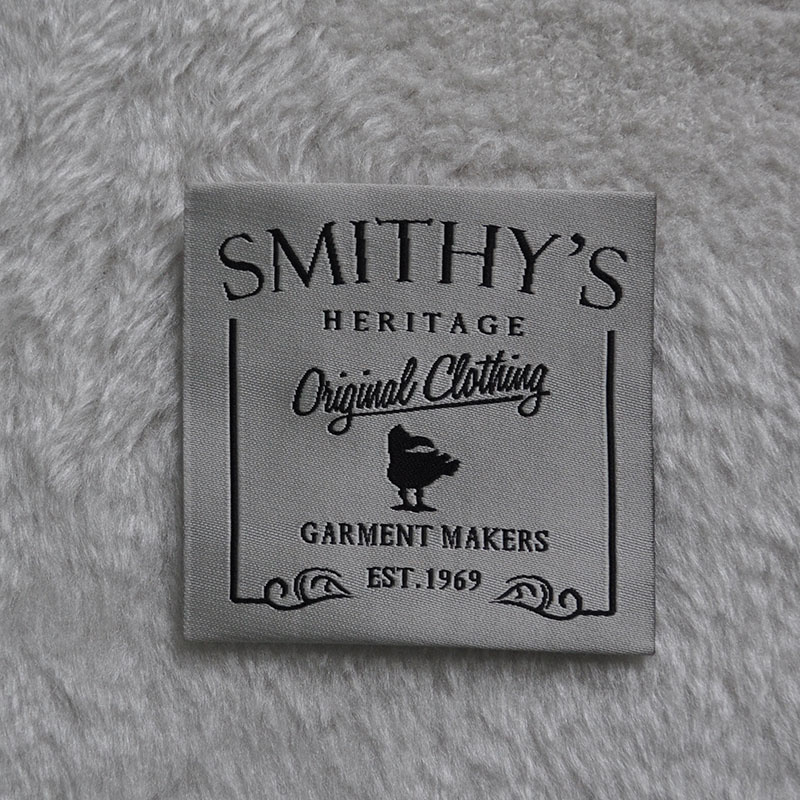 SMITHY'S
HERITAGE
Original Clothing
GARMENT MAKERS
EST.1969